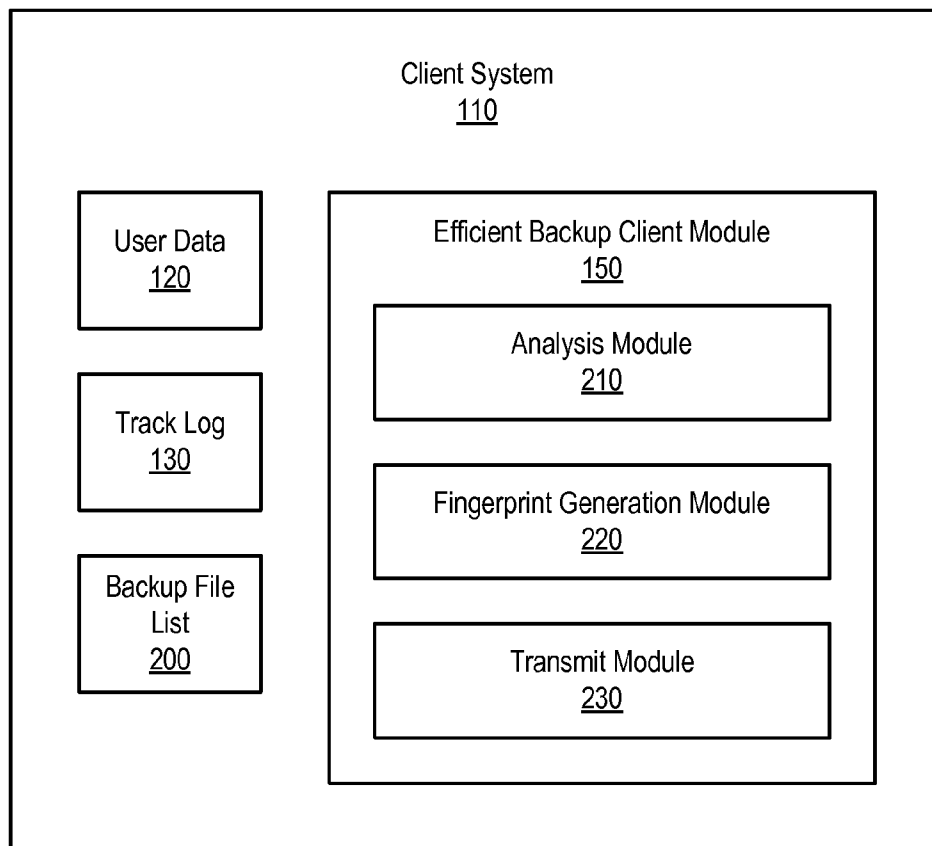 Client System
110
User Data
120
Track Log
130
Backup File
List
200
Efficient Backup Client Module
150
Analysis Module
210
Fingerprint Generation Module
220
Transmit Module
230